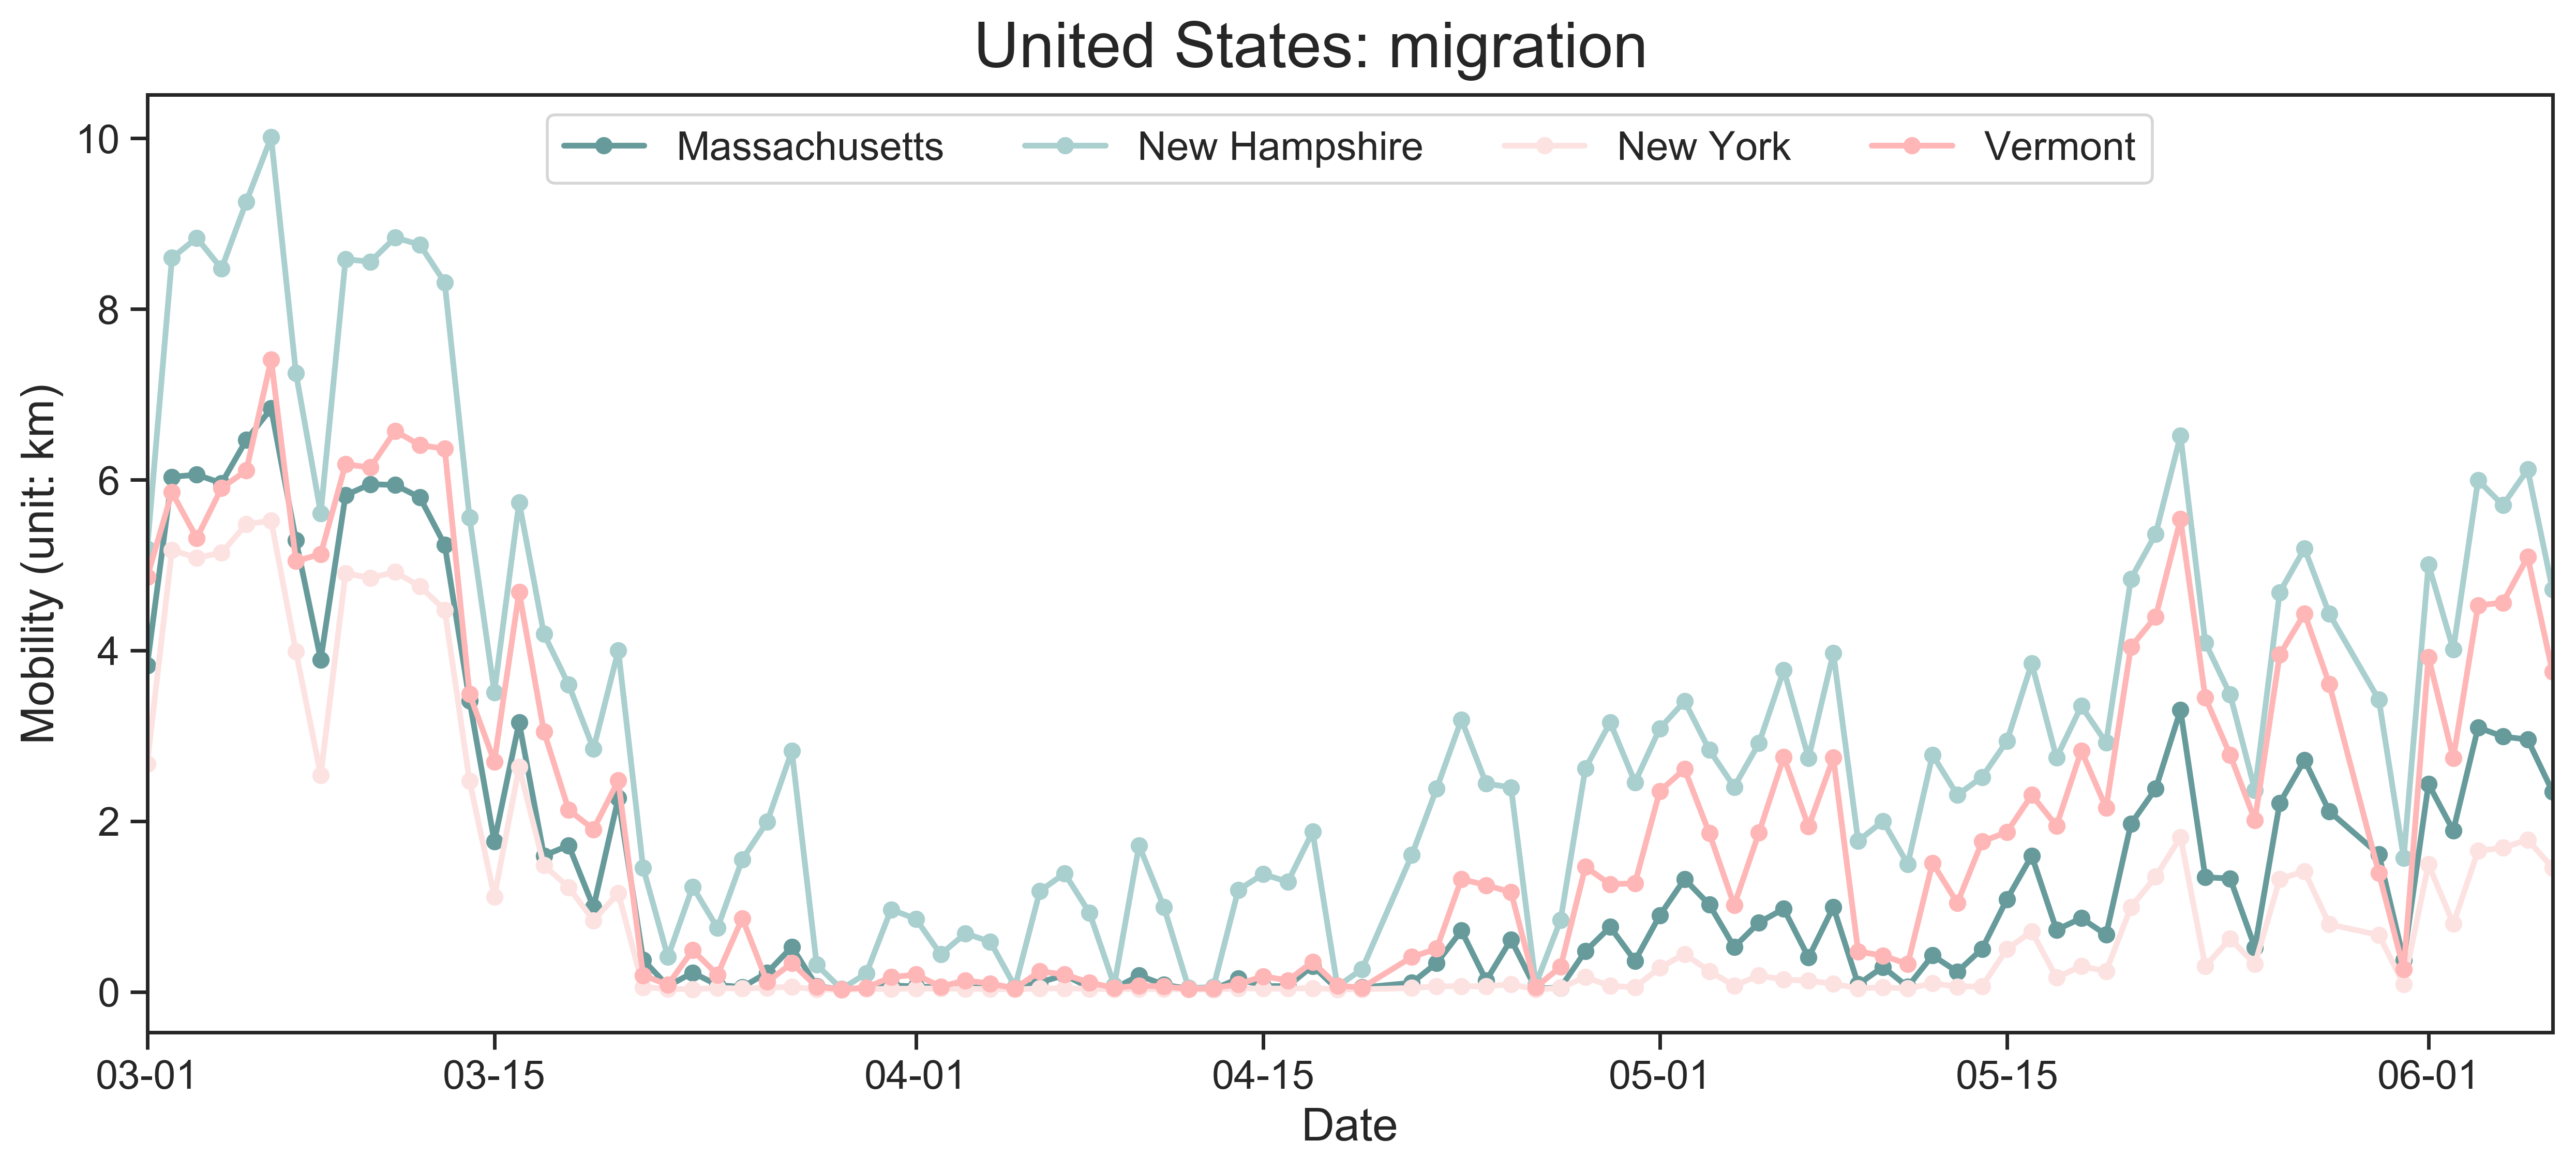 United States: migration
Massachusetts New Hampshire New York Vermont
10
8
6
4
2
0
Mobility (unit: km)
03-01 03-15 04-01 04-15 05-01 05-15 06-01
Date